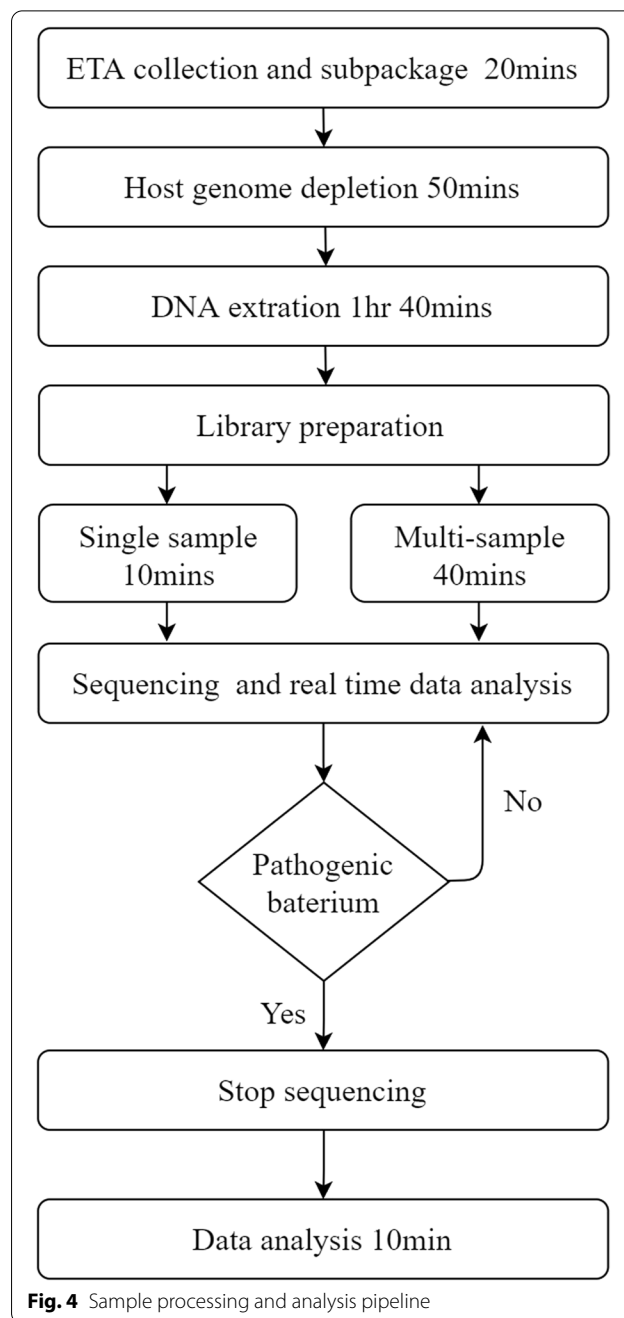 ETA collection and subpackage 20mins
Host genome depletion 50mins
DNA extration 1hr 40mins
Library preparation
Single sample
10mins
Multi-sample
40mins
Sequencing and real time data analysis
No
Pathogenic
baterium
Yes
Stop sequencing
Data analysis 10min
Fig. 4 Sample processing and analysis pipeline